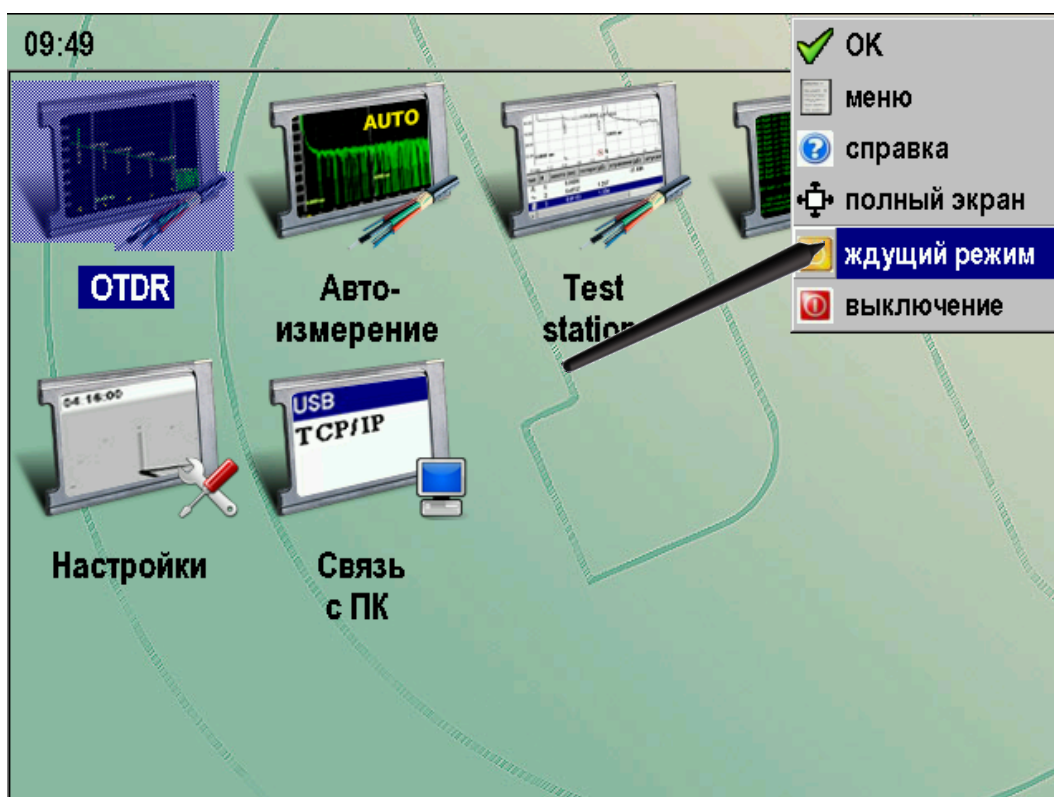 09:49
OK
меню
справка
полный экран
ждущий режим
выключение
AUTO
OTDR
Авто-
измерение
Test
station
04:16:00
USB
TCP/IP
Настройки
Связь
с ПК